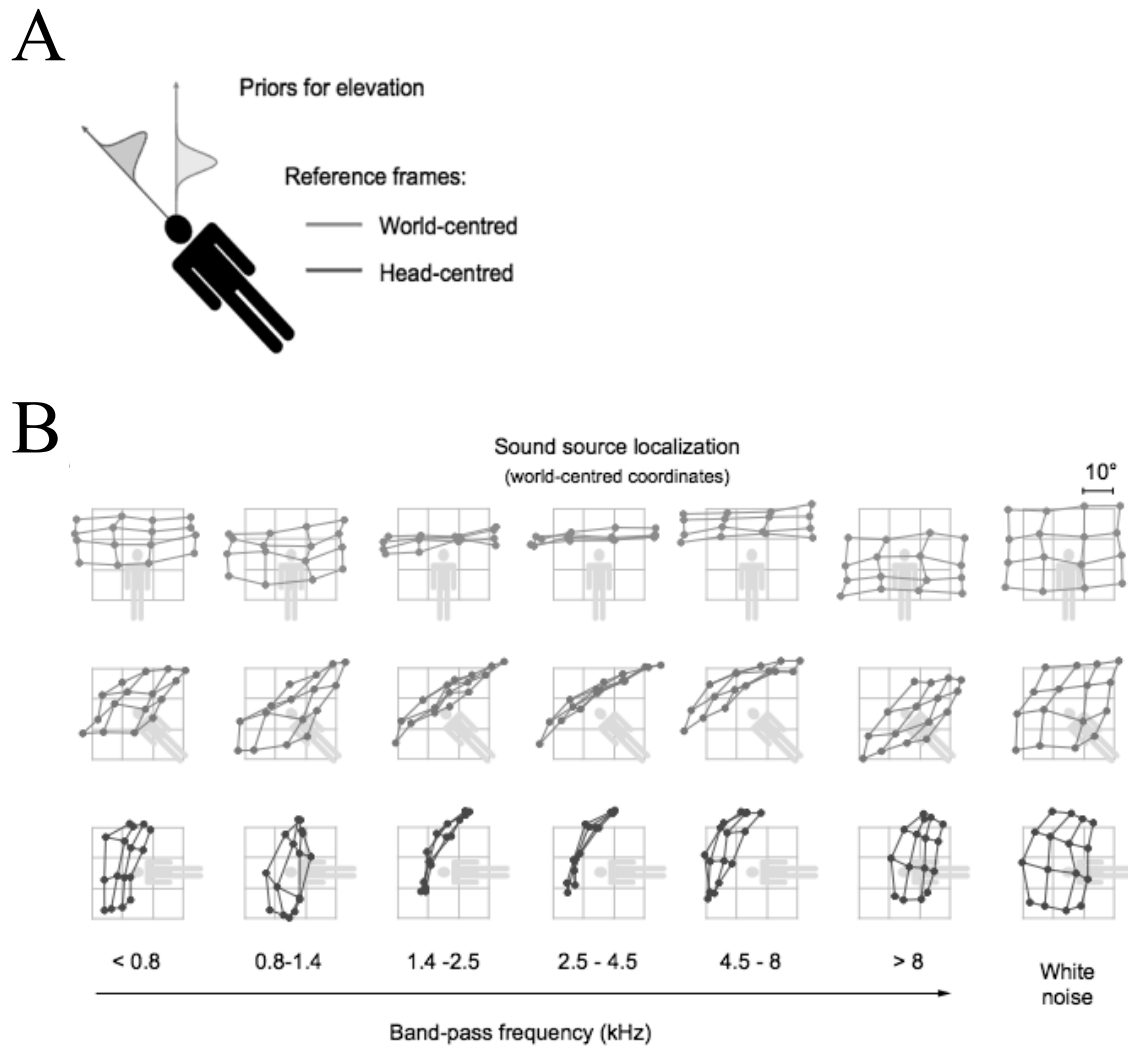 A
Priors for elevation
Reference frames:
World-centred
Head-centred
B
Sound source localization
(world-centred coordinates)
10°
< 0.8
0.8-1.4
1.4 -2.5
2.5 - 4.5
4.5 - 8
> 8
White
noise
Band-pass frequency (kHz)